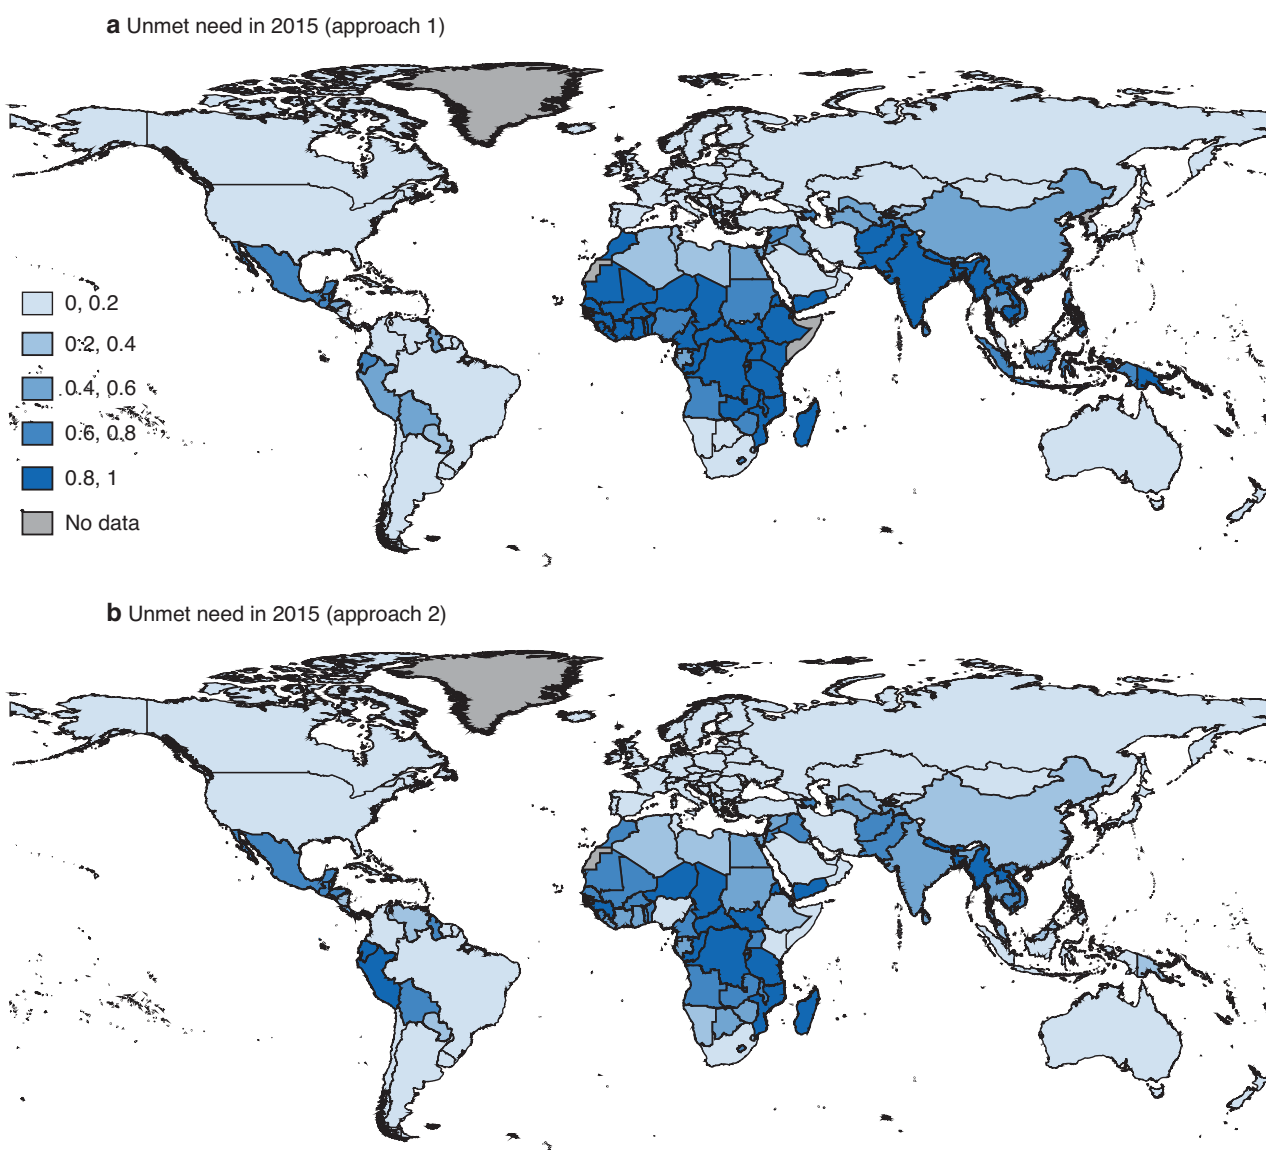 a Unmet need in 2015 (approach 1)
0, 0.2
0.2, 0.4
0.4, 0.6
0.6, 0.8
0.8, 1
No data
b Unmet need in 2015 (approach 2)